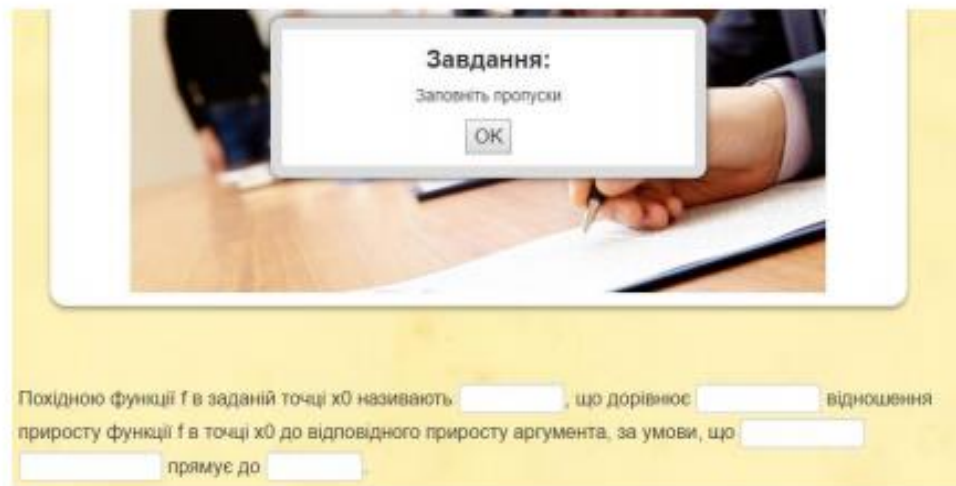 Завдання:
Заповніть пропуски
OK
Похідною функції f в заданій точці x0 називають , що дорівнює відношення
приросту функції f в точці x0 до відповідного приросту аргумента, за умови, що
прямує до .